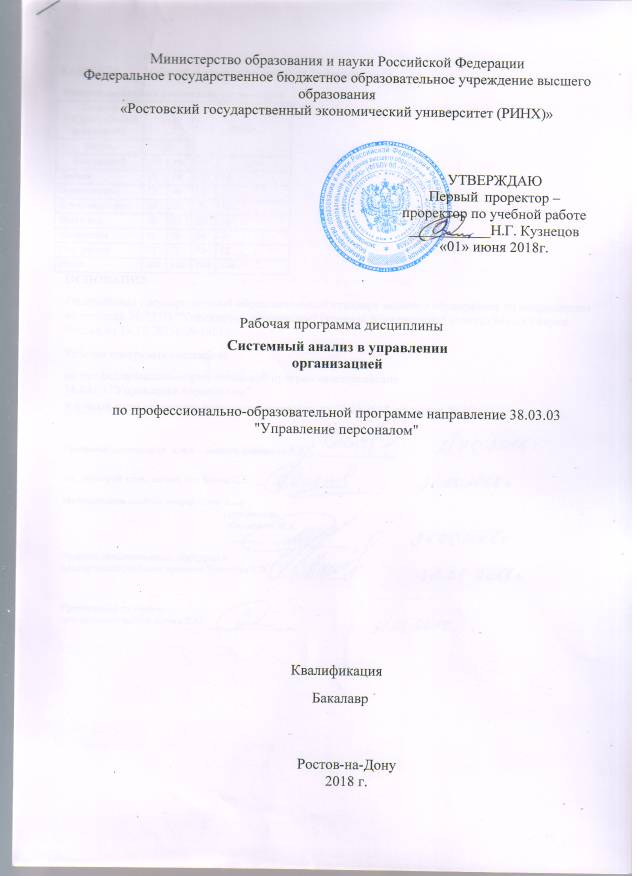 Министерство образования и науки Российской Федерации
Федеральное государственное бюджетное образовательное учреждение высшего
образования
«Ростовский государственный экономический университет (РИНХ)»
УТВЕРЖДАЮ
Первый проректор –
проректор по учебной работе
Н.Г. Кузнецов
«01» июня 2018г.
Рабочая программа дисциплины
Системный анализ в управлении
организацией
по профессионально-образовательной программе направление 38.03.03
"Управление персоналом"
Квалификация
Бакалавр
Ростов-на-Дону
2018 г.